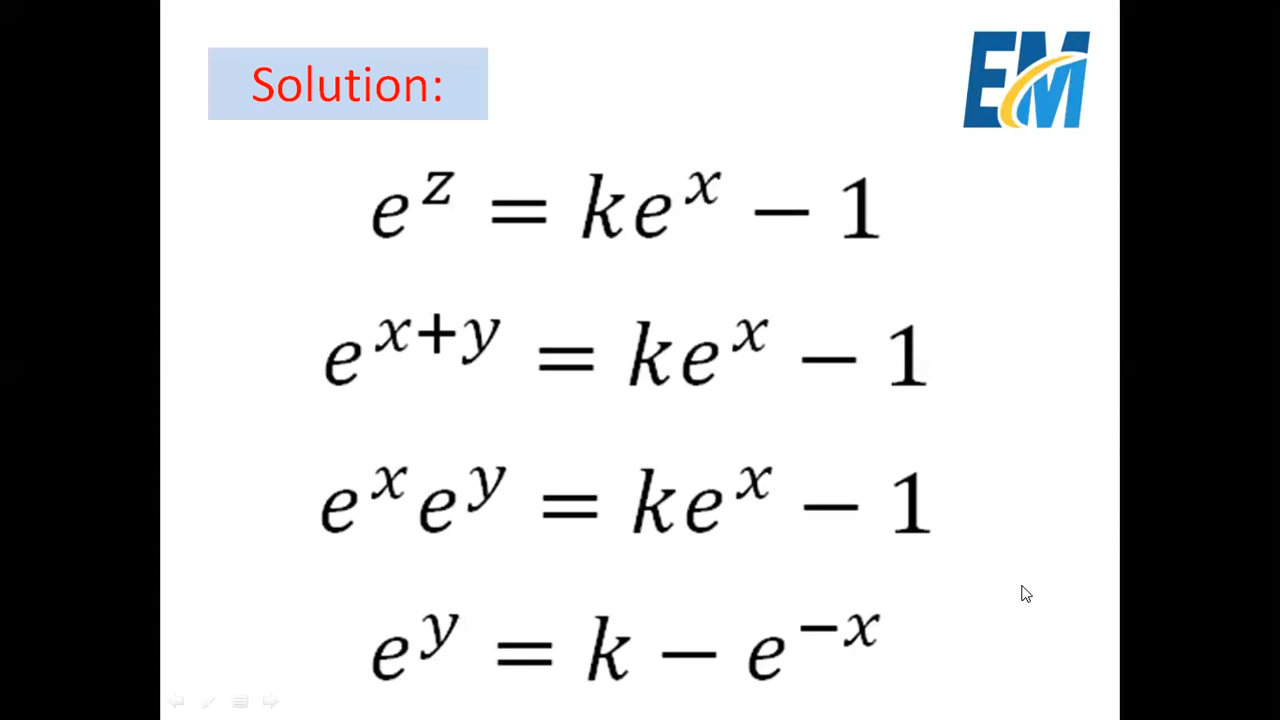 Solution:
EM
e^z = ke^x − 1
e^{x+y} = ke^x − 1
e^x e^y = ke^x − 1
e^y = k − e^{−x}